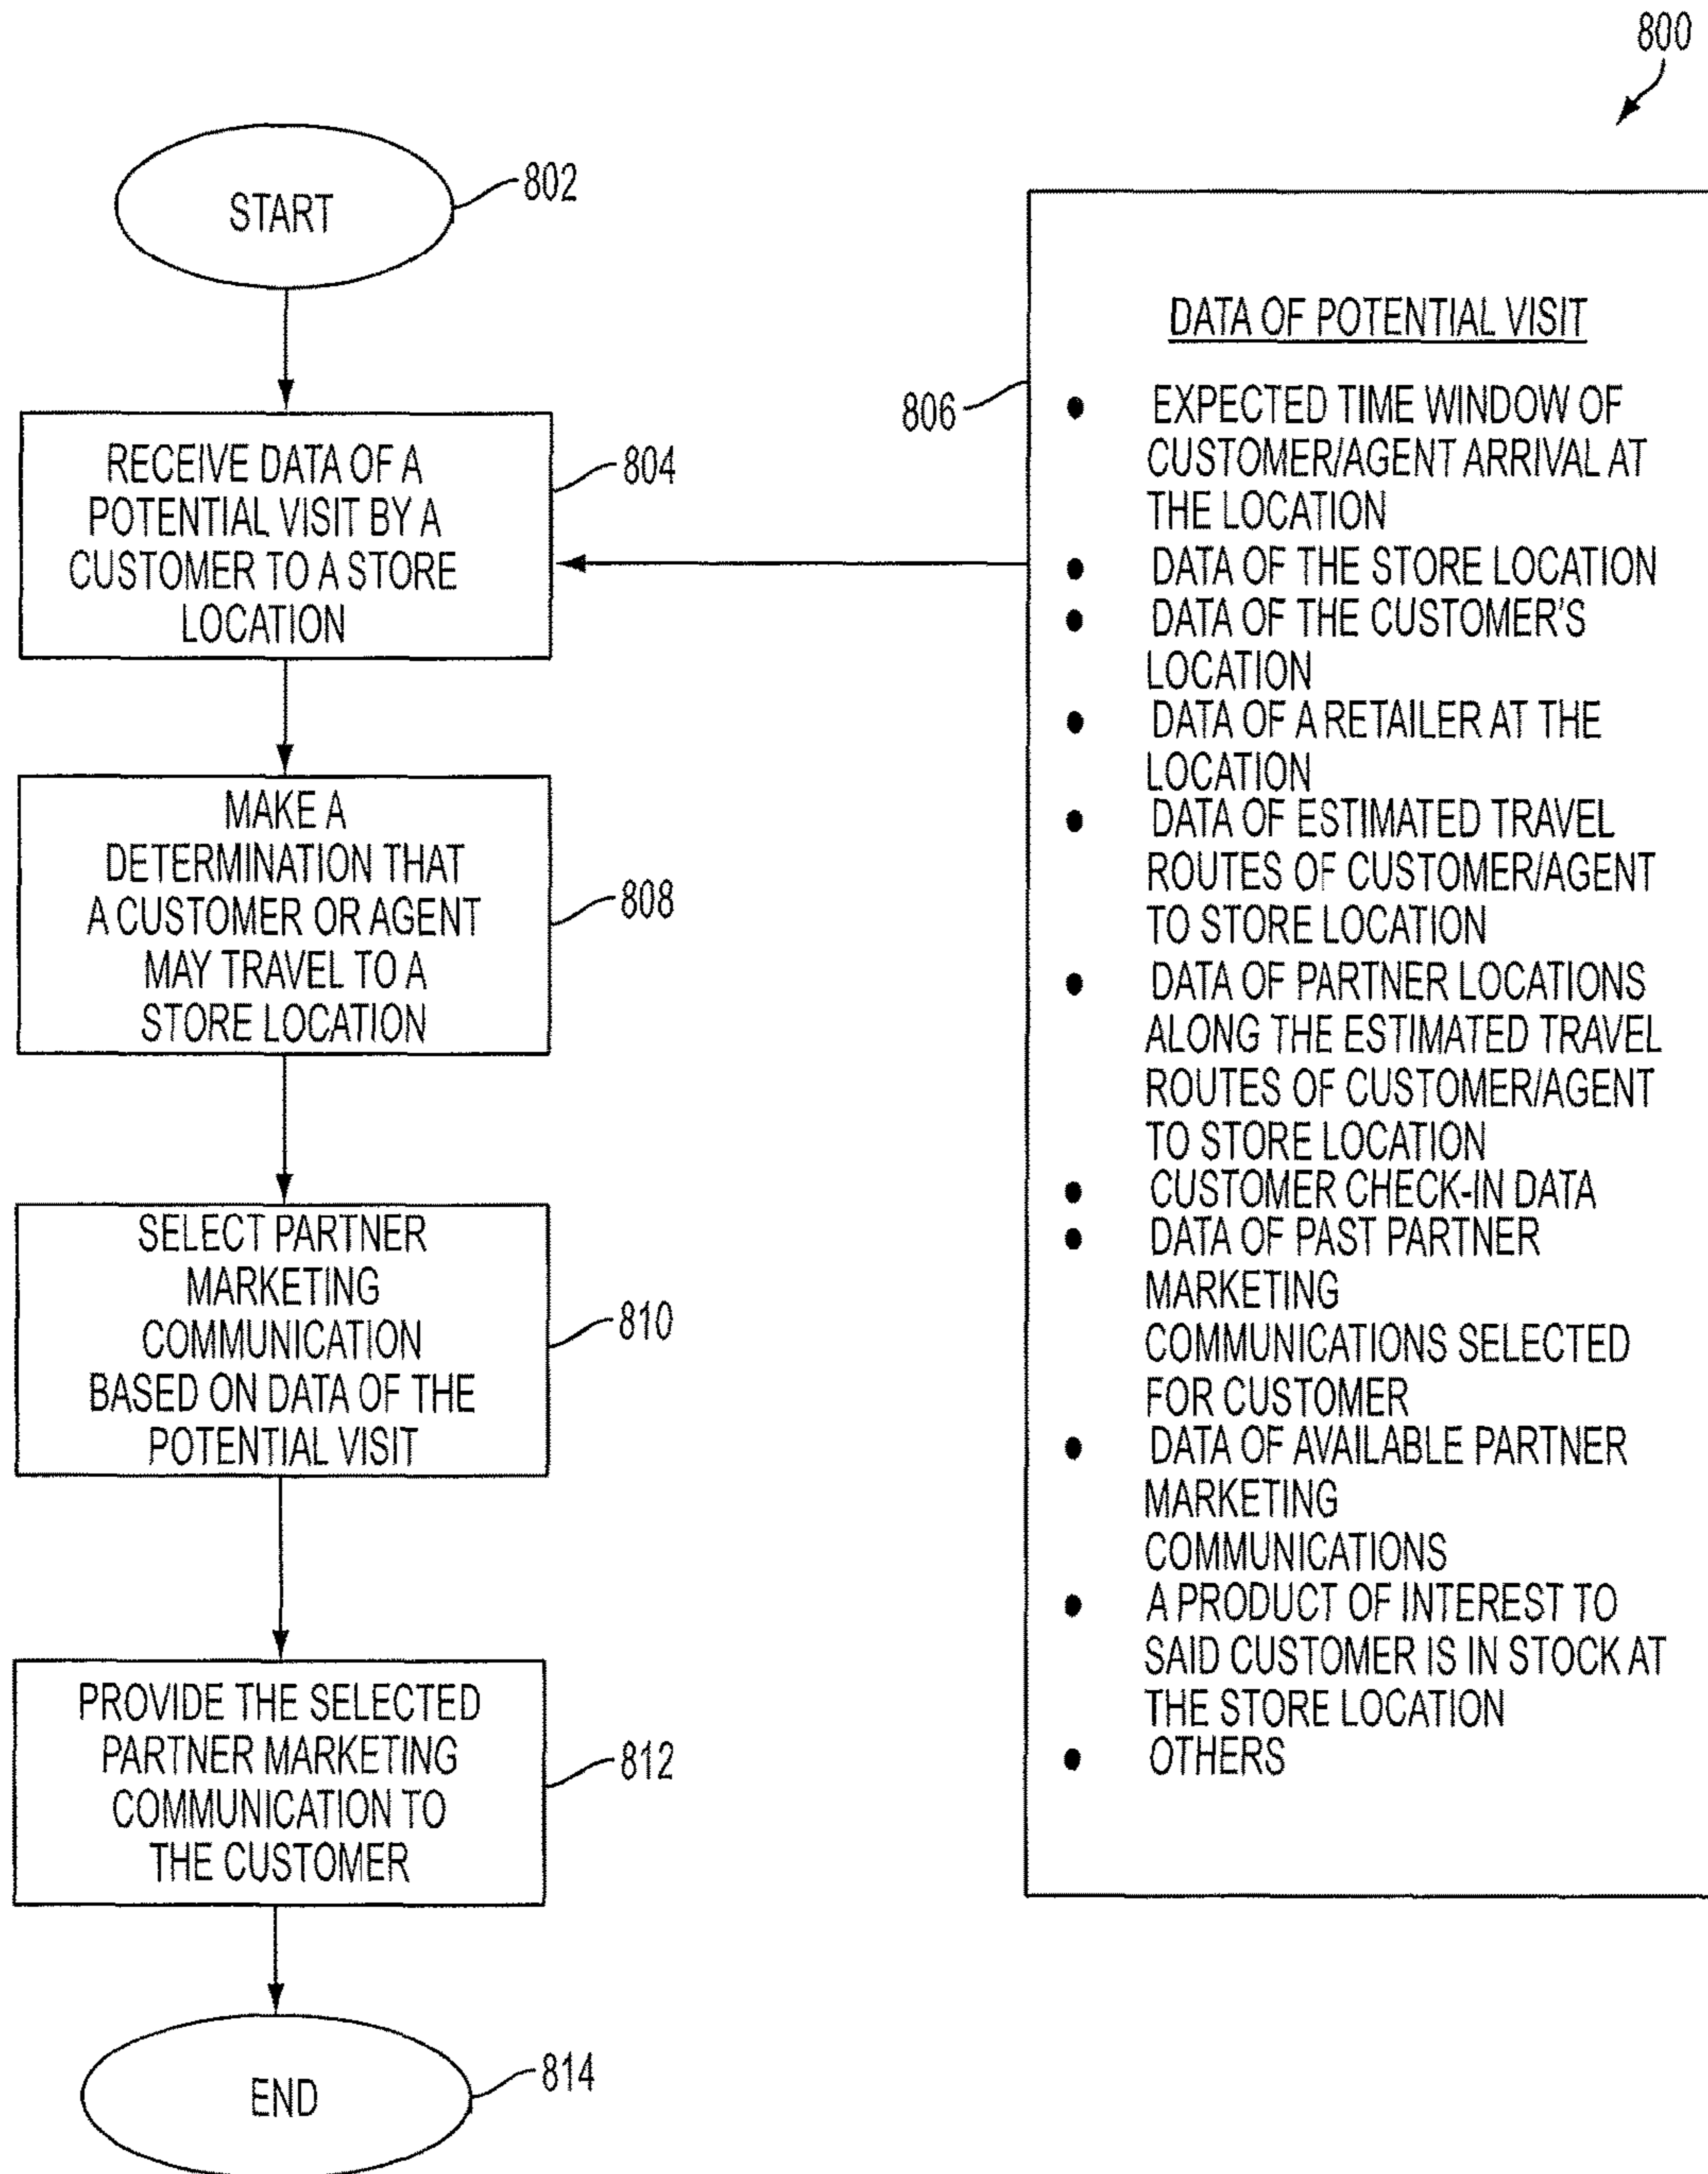 800
START
802
RECEIVE DATA OF A
POTENTIAL VISIT BY A
CUSTOMER TO A STORE
LOCATION
804
MAKE A
DETERMINATION THAT
A CUSTOMER OR AGENT
MAY TRAVEL TO A
STORE LOCATION
808
SELECT PARTNER
MARKETING
COMMUNICATION
BASED ON DATA OF THE
POTENTIAL VISIT
810
PROVIDE THE SELECTED
PARTNER MARKETING
COMMUNICATION TO
THE CUSTOMER
812
END
814
806
DATA OF POTENTIAL VISIT
• EXPECTED TIME WINDOW OF
CUSTOMER/AGENT ARRIVAL AT
THE LOCATION
• DATA OF THE STORE LOCATION
• DATA OF THE CUSTOMER'S
LOCATION
• DATA OF A RETAILER AT THE
LOCATION
• DATA OF ESTIMATED TRAVEL
ROUTES OF CUSTOMER/AGENT
TO STORE LOCATION
• DATA OF PARTNER LOCATIONS
ALONG THE ESTIMATED TRAVEL
ROUTES OF CUSTOMER/AGENT
TO STORE LOCATION
• CUSTOMER CHECK-IN DATA
• DATA OF PAST PARTNER
MARKETING
COMMUNICATIONS SELECTED
FOR CUSTOMER
• DATA OF AVAILABLE PARTNER
MARKETING
COMMUNICATIONS
• A PRODUCT OF INTEREST TO
SAID CUSTOMER IS IN STOCK AT
THE STORE LOCATION
• OTHERS